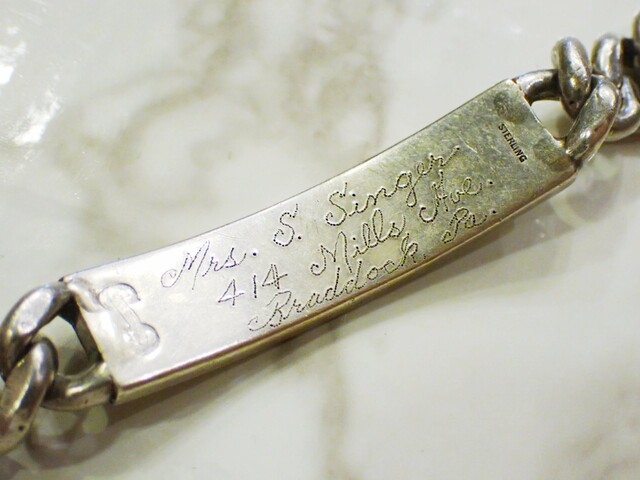 STERLING
Mrs. S. Singer.
414 Mills Ave.
Braddock, Pa.